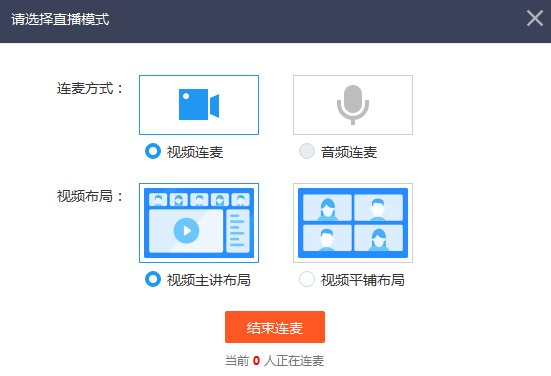 请选择直播模式
连麦方式：
视频连麦 音频连麦
视频布局：
视频主讲布局 视频平铺布局
结束连麦
当前 0 人正在连麦